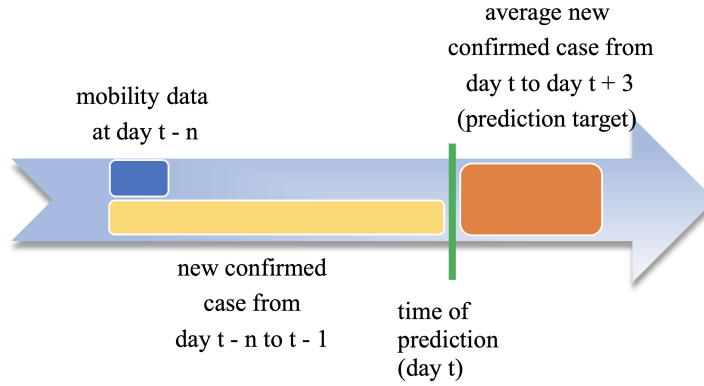 average new
confirmed case from
day t to day t + 3
(prediction target)
mobility data
at day t - n
new confirmed
case from
day t - n to t - 1
time of
prediction
(day t)